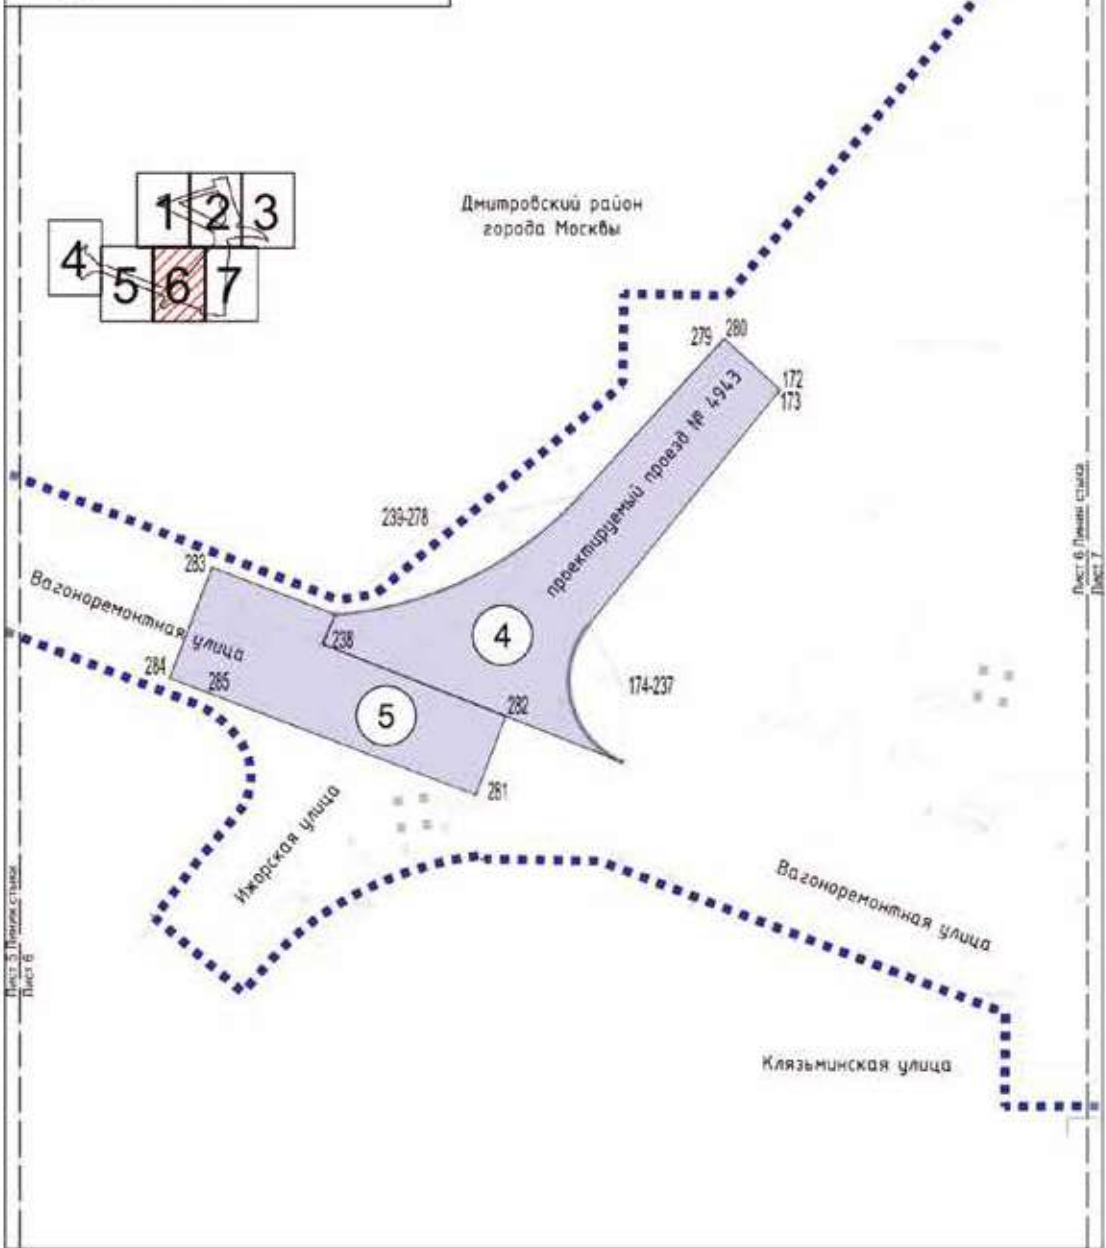 Дмитровский район
города Москвы
1
2
3
4
5
6
7
279
280
172
173
проектируемый проезд № 4943
239-278
283
Вагоноремонтная улица
238
4
284
285
174-237
282
5
281
Ижорская улица
Вагоноремонтная улица
Клязьминская улица
Лист 5 Линия стыка
Лист 6
Лист 6 Линия стыка
Лист 7